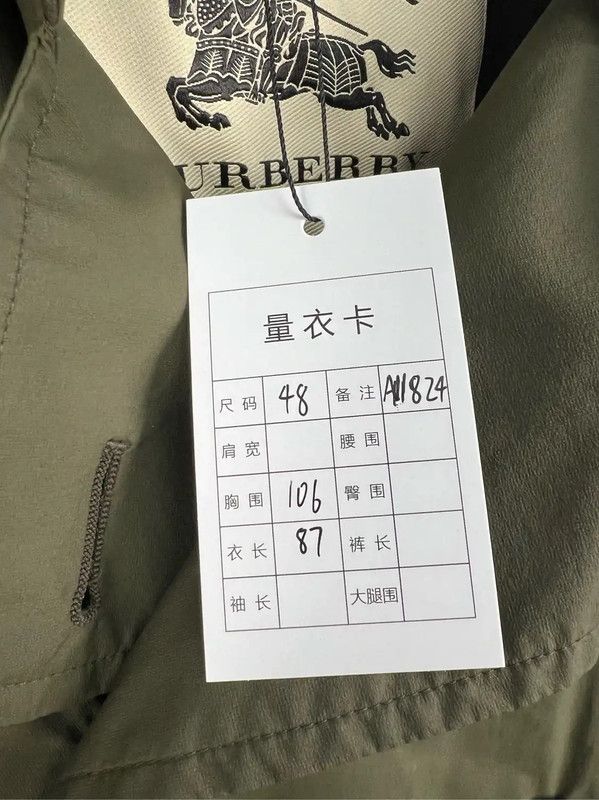 URBERRY
量衣卡
尺码 48 备注 A11824
肩宽 腰围
胸围 106 臀围
衣长 87 裤长
袖长 大腿围